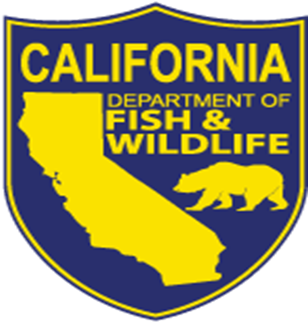 CALIFORNIA
DEPARTMENT OF
FISH &
WILDLIFE